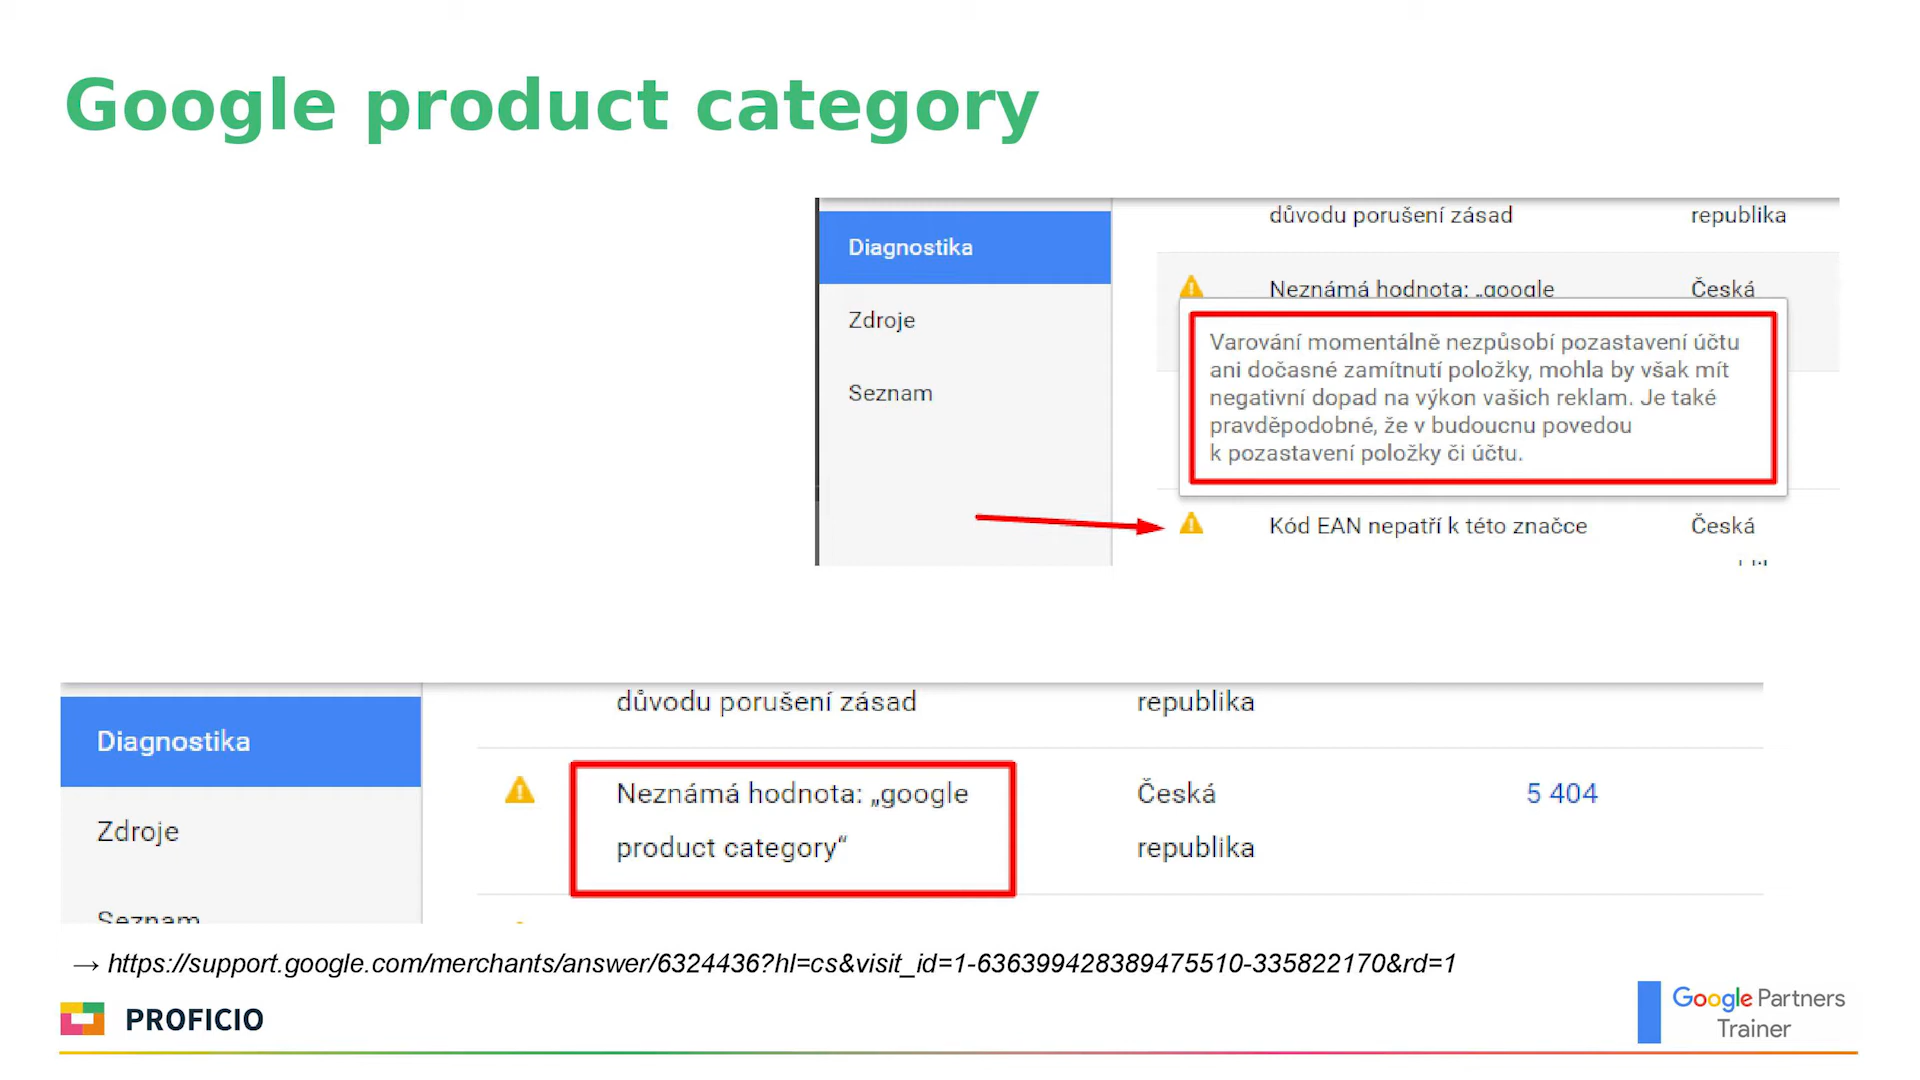 Google product category
Diagnostika
Zdroje
Seznam
důvodu porušení zásad
republika
Neznámá hodnota: „google
Česká
Varování momentálně nezpůsobí pozastavení účtu
ani dočasné zamítnutí položky, mohla by však mít
negativní dopad na výkon vašich reklam. Je také
pravděpodobné, že v budoucnu povedou
k pozastavení položky či účtu.
Kód EAN nepatří k této značce
Česká
Diagnostika
Zdroje
Seznam
důvodu porušení zásad
republika
Neznámá hodnota: „google
product category“
Česká
republika
5 404
→ https://support.google.com/merchants/answer/6324436?hl=cs&visit_id=1-636399428389475510-335822170&rd=1
PROFICIO
Google Partners
Trainer